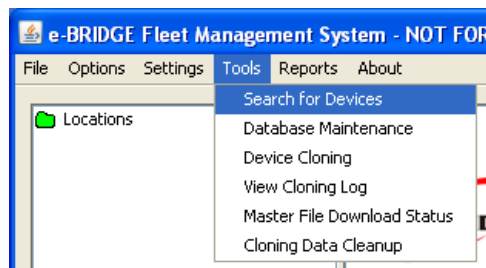 e-BRIDGE Fleet Management System - NOT FOR
File Options Settings Tools Reports About
Locations
Search for Devices
Database Maintenance
Device Cloning
View Cloning Log
Master File Download Status
Cloning Data Cleanup